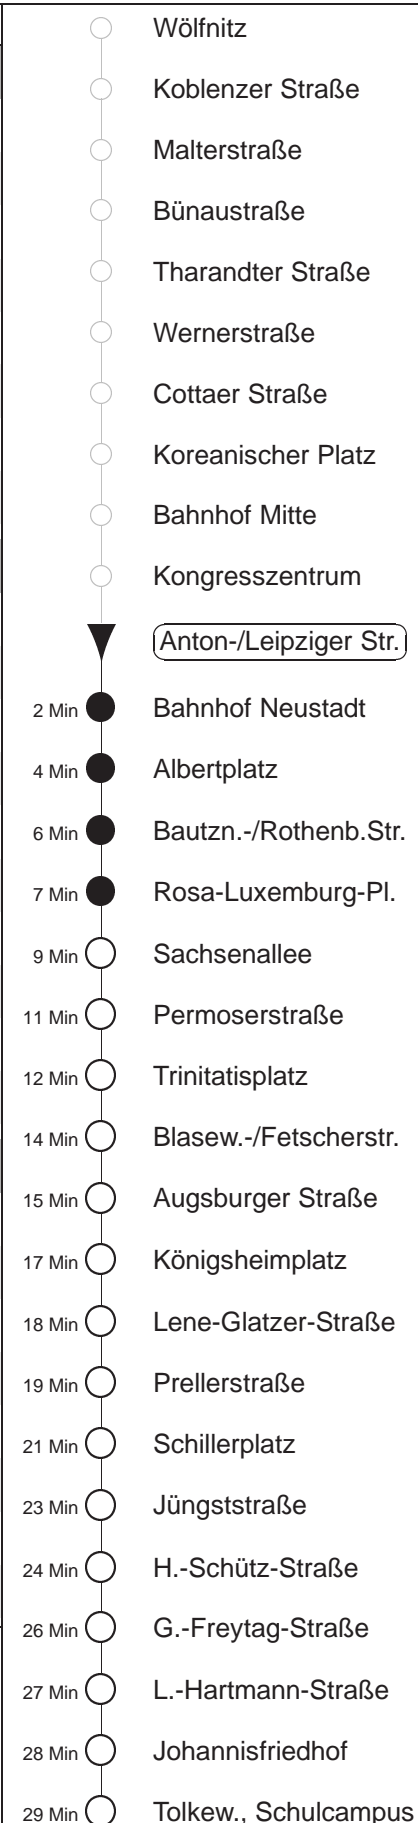 Wölfnitz
Koblenzer Straße
Malterstraße
Bünaustraße
Tharandter Straße
Wernerstraße
Cottaer Straße
Koreanischer Platz
Bahnhof Mitte
Kongresszentrum
Anton-/Leipziger Str.
2 Min Bahnhof Neustadt
4 Min Albertplatz
6 Min Bautzn.-/Rothenb.Str.
7 Min Rosa-Luxemburg-Pl.
9 Min Sachsenallee
11 Min Permoserstraße
12 Min Trinitatisplatz
14 Min Blasew.-/Fetscherstr.
15 Min Augsburger Straße
17 Min Königsheimplatz
18 Min Lene-Glatzer-Straße
19 Min Prellerstraße
21 Min Schillerplatz
23 Min Jüngststraße
24 Min H.-Schütz-Straße
26 Min G.-Freytag-Straße
27 Min L.-Hartmann-Straße
28 Min Johannisfriedhof
29 Min Tolkew., Schulcampus